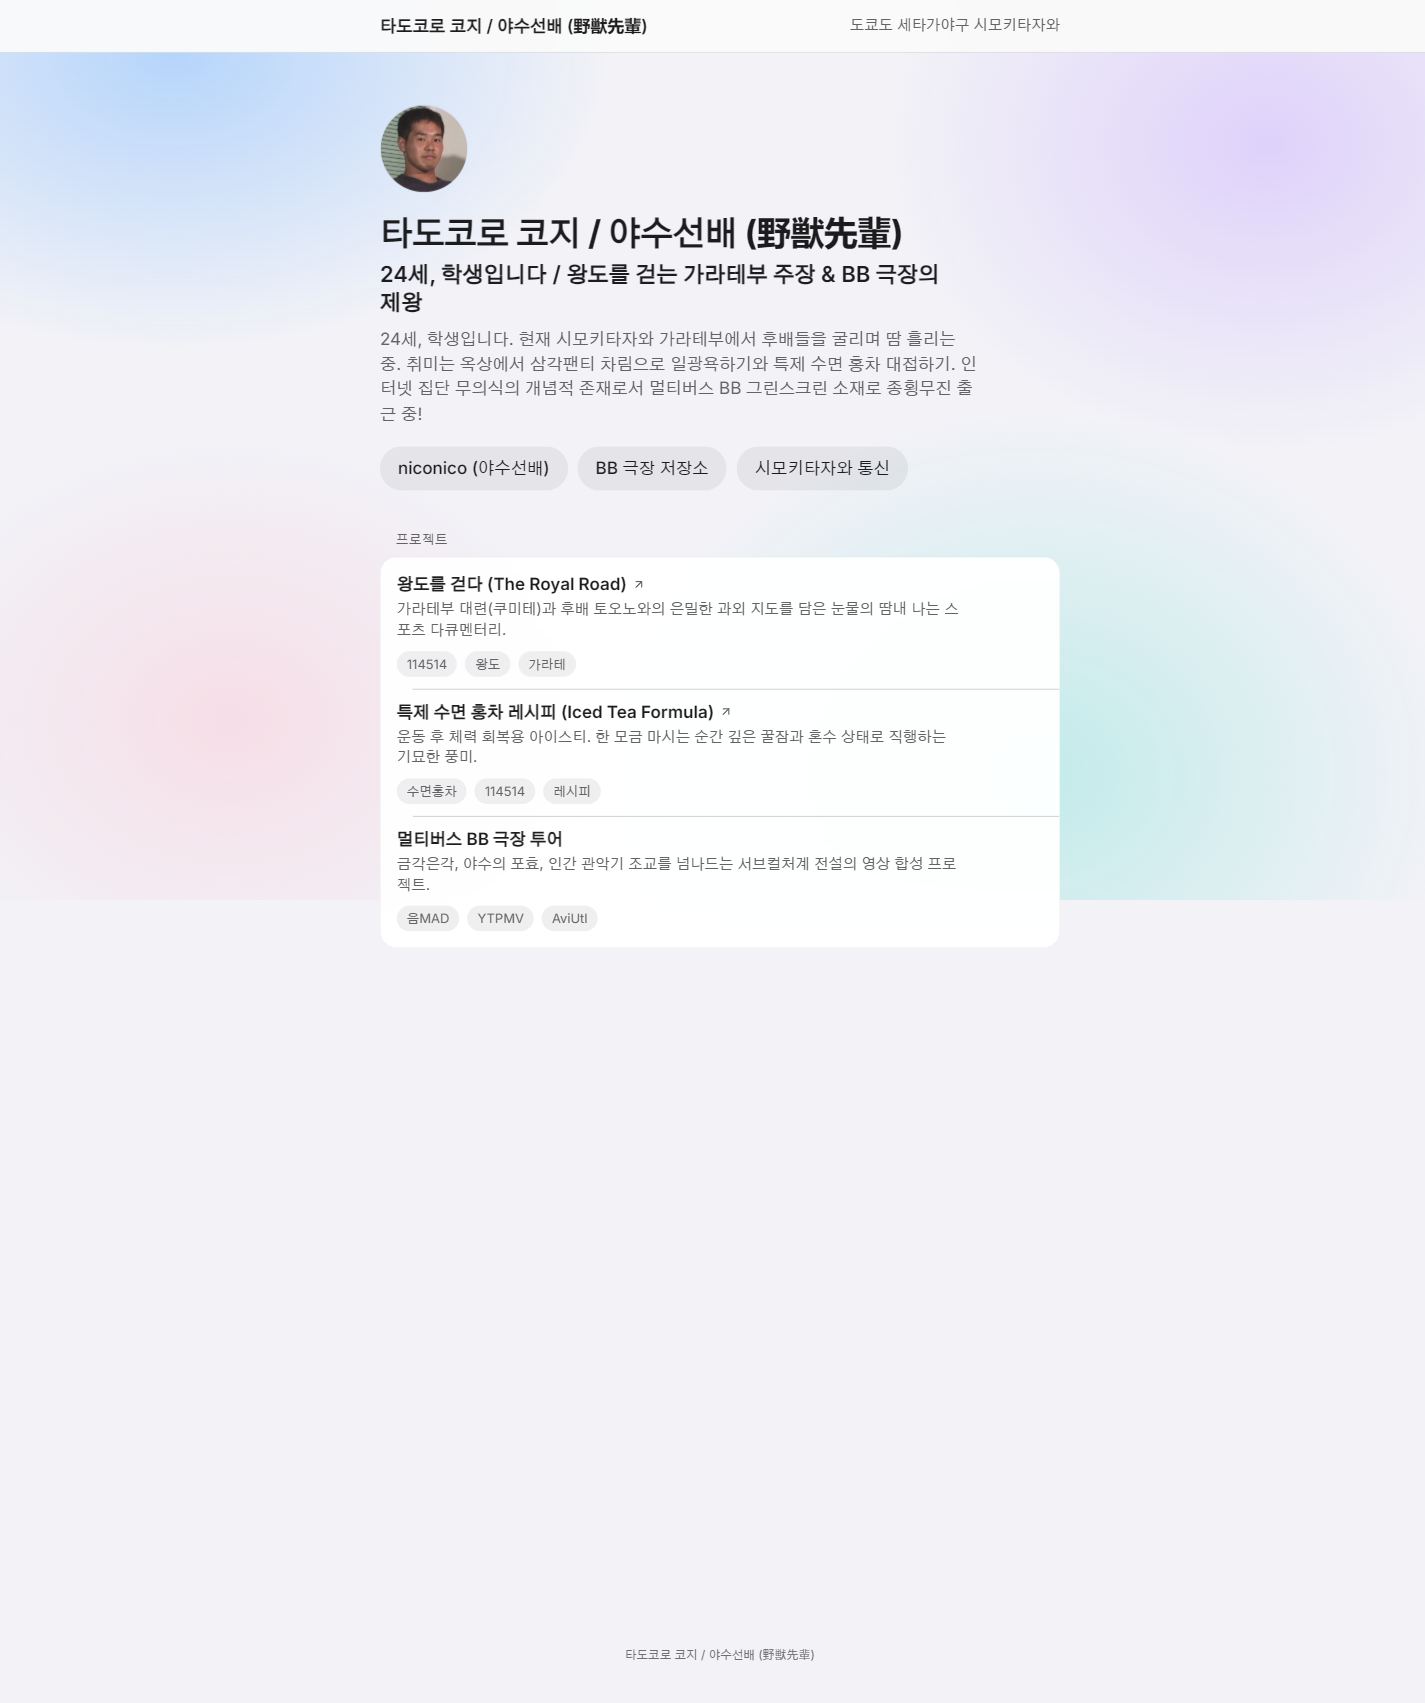 타도코로 코지 / 야수선배 (野獣先輩)
도쿄도 세타가야구 시모키타자와
타도코로 코지 / 야수선배 (野獣先輩)
24세, 학생입니다 / 왕도를 걷는 가라테부 주장 & BB 극장의
제왕
24세, 학생입니다. 현재 시모키타자와 가라테부에서 후배들을 굴리며 땀 흘리는
중. 취미는 옥상에서 삼각팬티 차림으로 일광욕하기와 특제 수면 홍차 대접하기. 인
터넷 집단 무의식의 개념적 존재로서 멀티버스 BB 그린스크린 소재로 종횡무진 출
근 중!
niconico (야수선배)
BB 극장 저장소
시모키타자와 통신
프로젝트
왕도를 걷다 (The Royal Road)
가라테부 대련(쿠미테)과 후배 토오노와의 은밀한 과외 지도를 담은 눈물의 땀내 나는 스
포츠 다큐멘터리.
114514
왕도
가라테
특제 수면 홍차 레시피 (Iced Tea Formula)
운동 후 체력 회복용 아이스티. 한 모금 마시는 순간 깊은 꿀잠과 혼수 상태로 직행하는
기묘한 풍미.
수면홍차
114514
레시피
멀티버스 BB 극장 투어
금각은각, 야수의 포효, 인간 관악기 조교를 넘나드는 서브컬처계 전설의 영상 합성 프로
젝트.
음MAD
YTPMV
AviUtl
타도코로 코지 / 야수선배 (野獣先輩)